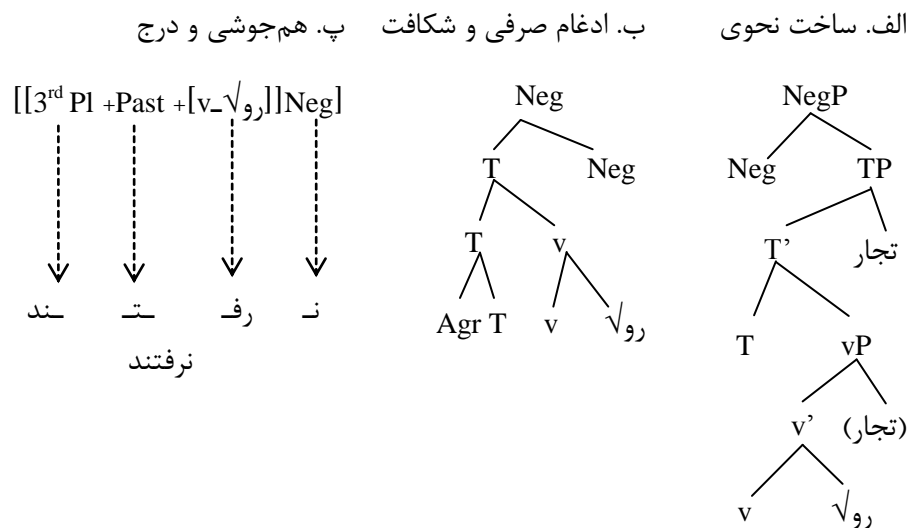 الف. ساخت نحوی
NegP
Neg TP
T’ تجار
T vP
v’ (تجار)
v √رو
ب. ادغام صرفی و شکافت
Neg
T Neg
T v
Agr T v √رو
پ. هم‌جوشی و درج
[[3rd Pl +Past +[v-√رو]]Neg]
نـ رفـ ـتـ ـند
نرفتند